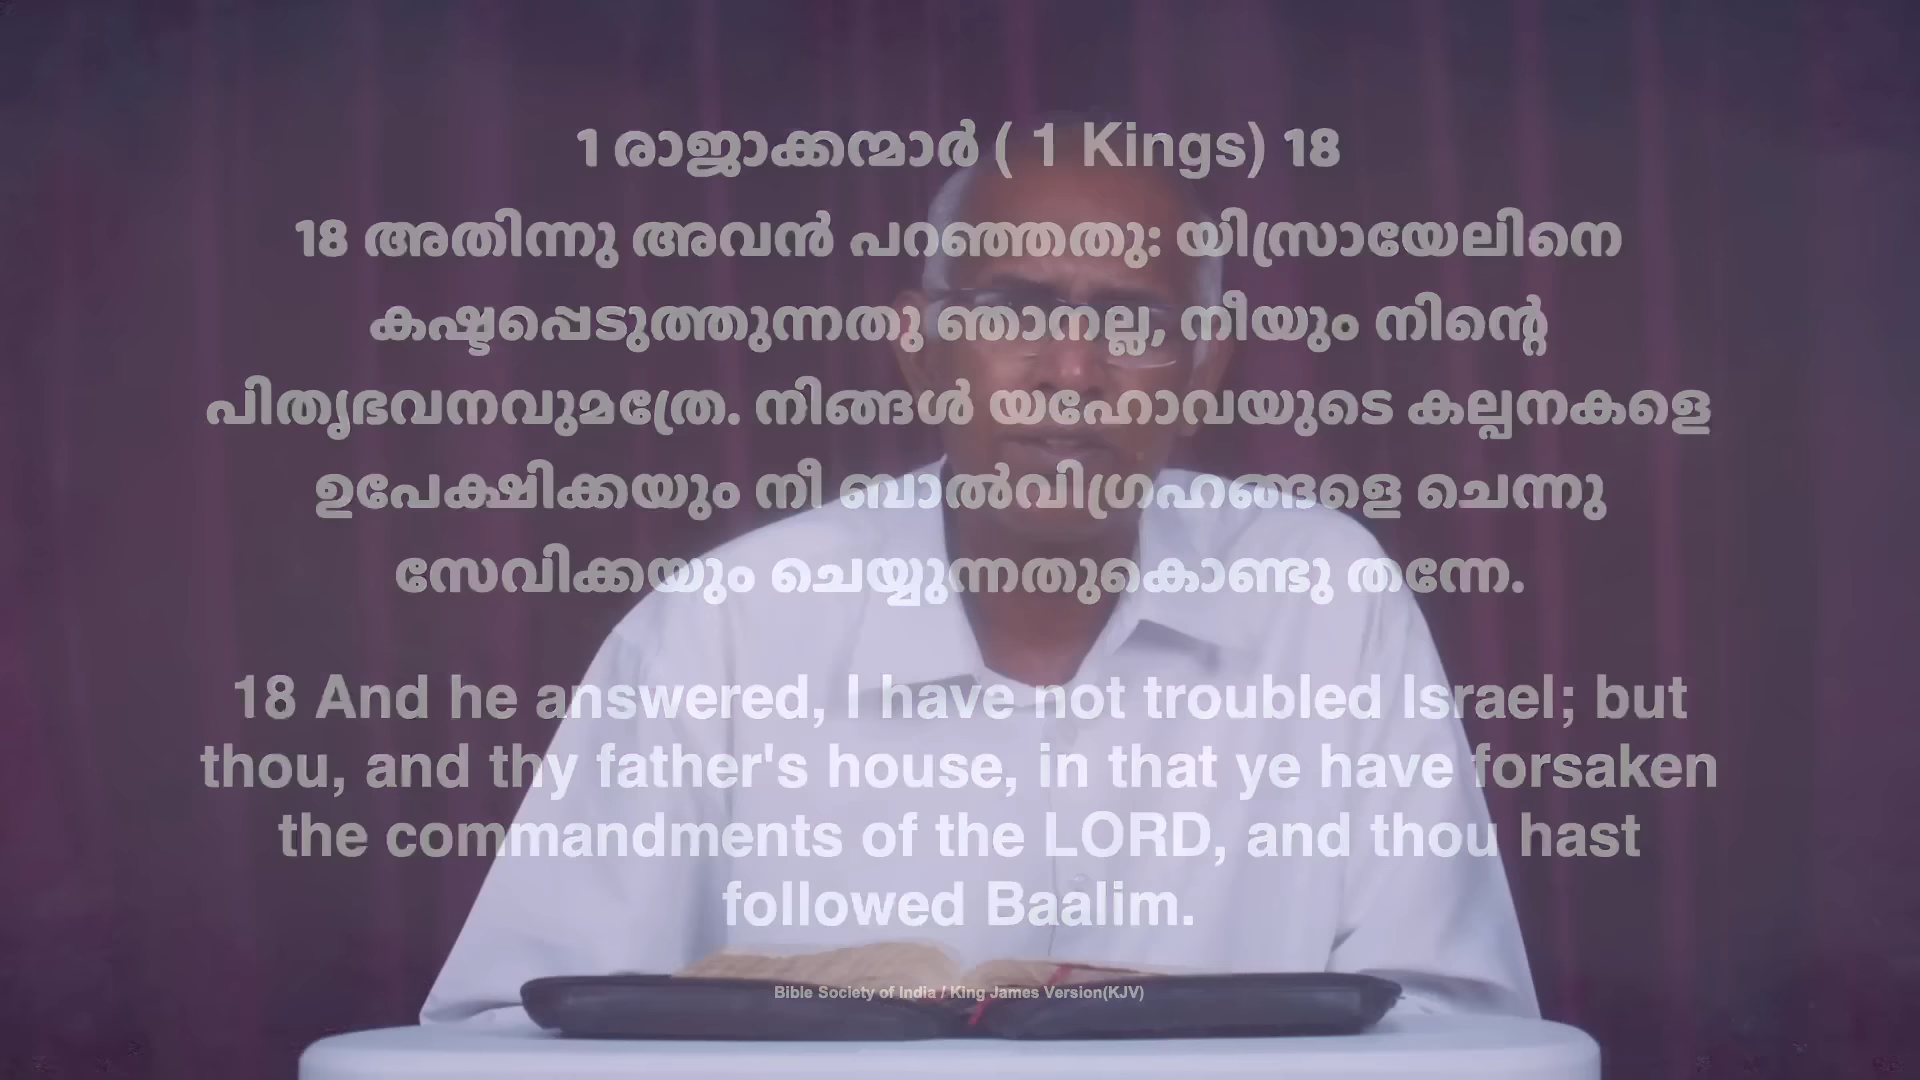 1 രാജാക്കന്മാർ ( 1 Kings) 18
18 അതിന്നു അവൻ പറഞ്ഞതു: യിസ്രായേലിനെ
കഷ്ടപ്പെടുത്തുന്നതു ഞാനല്ല, നീയും നിന്റെ
പിതൃഭവനവുമത്രേ. നിങ്ങൾ യഹോവയുടെ കല്പനകളെ
ഉപേക്ഷിക്കയും നീ ബാൽവിഗ്രഹങ്ങളെ ചെന്നു
സേവിക്കയും ചെയ്യുന്നതുകൊണ്ടു തന്നേ.
18 And he answered, I have not troubled Israel; but
thou, and thy father's house, in that ye have forsaken
the commandments of the LORD, and thou hast
followed Baalim.
Bible Society of India / King James Version(KJV)